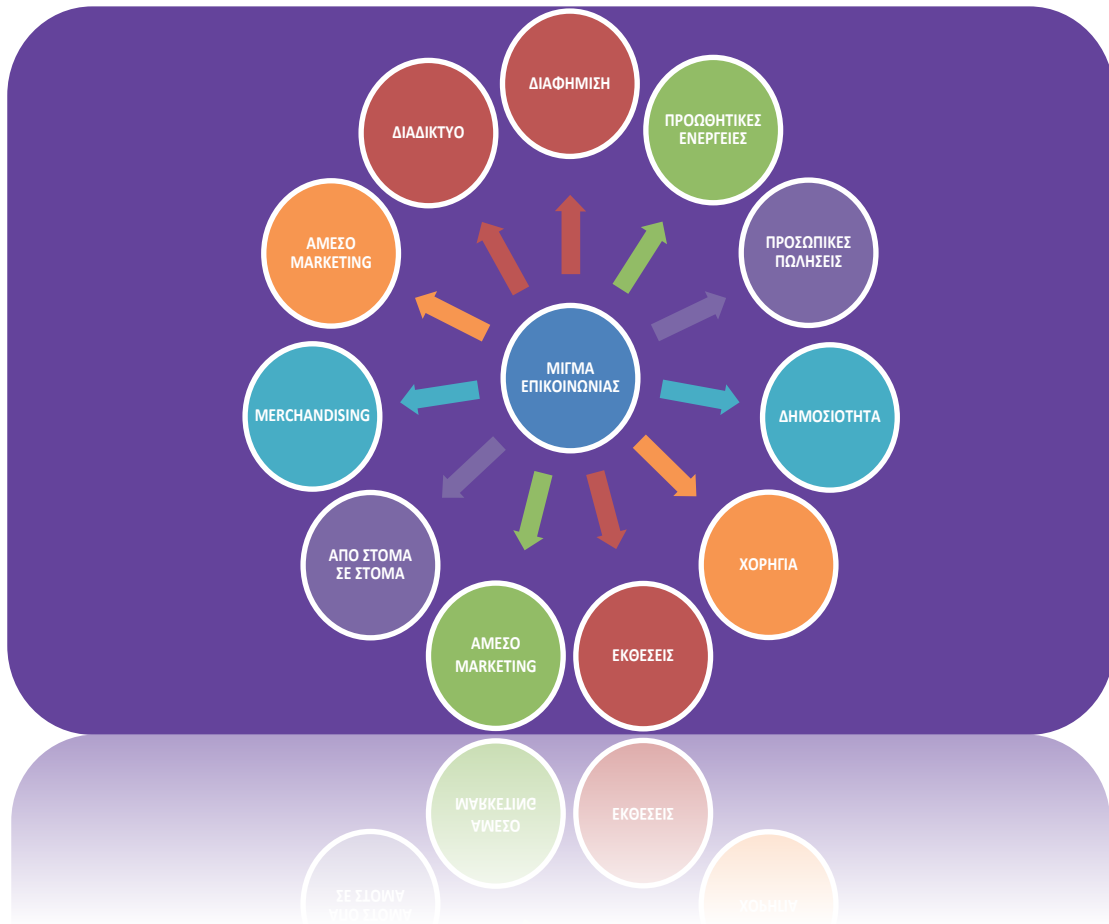 ΔΙΑΦΗΜΙΣΗ
ΠΡΟΩΘΗΤΙΚΕΣ
ΕΝΕΡΓΕΙΕΣ
ΠΡΟΣΩΠΙΚΕΣ
ΠΩΛΗΣΕΙΣ
ΔΗΜΟΣΙΟΤΗΤΑ
ΧΟΡΗΓΙΑ
ΕΚΘΕΣΕΙΣ
ΑΜΕΣΟ
MARKETING
ΑΠΟ ΣΤΟΜΑ
ΣΕ ΣΤΟΜΑ
MERCHANDISING
ΑΜΕΣΟ
MARKETING
ΔΙΑΔΙΚΤΥΟ
ΜΙΓΜΑ
ΕΠΙΚΟΙΝΩΝΙΑΣ